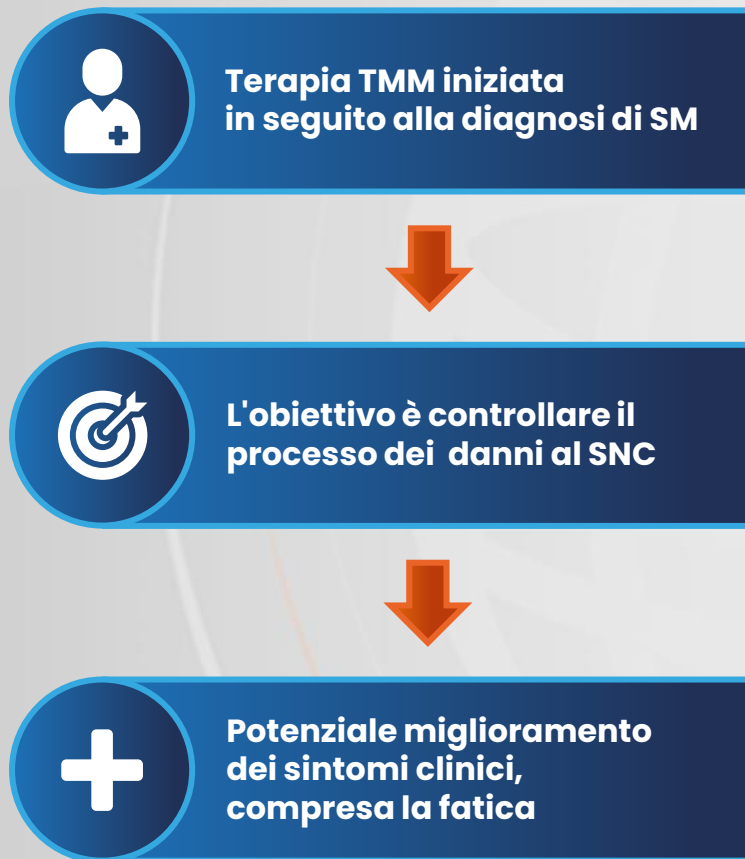 Terapia TMM iniziata
in seguito alla diagnosi di SM
L'obiettivo è controllare il
processo dei  danni al SNC
Potenziale miglioramento
dei sintomi clinici,
compresa la fatica